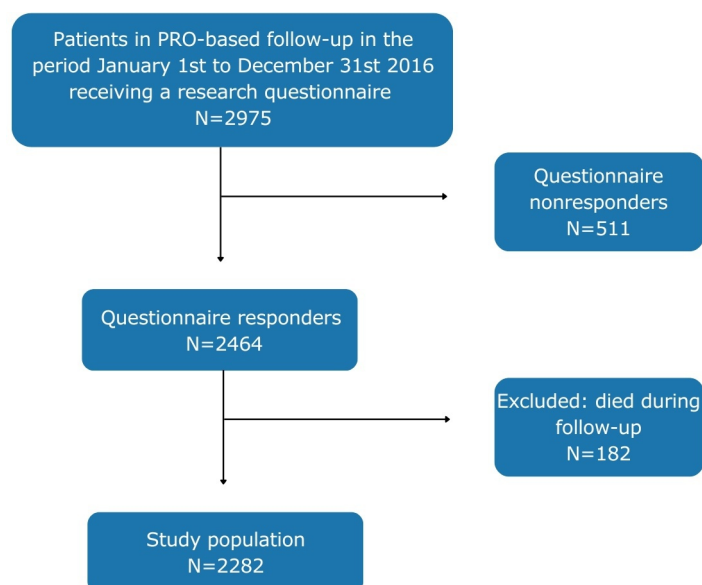 Patients in PRO-based follow-up in the
period January 1st to December 31st 2016
receiving a research questionnaire
N=2975
Questionnaire
nonresponders
N=511
Questionnaire responders
N=2464
Excluded: died during
follow-up
N=182
Study population
N=2282